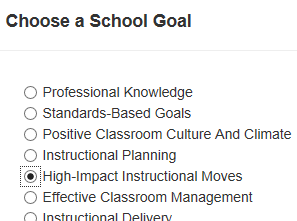 Choose a School Goal
Professional Knowledge
Standards-Based Goals
Positive Classroom Culture And Climate
Instructional Planning
High-Impact Instructional Moves
Effective Classroom Management
Instructional Delivery